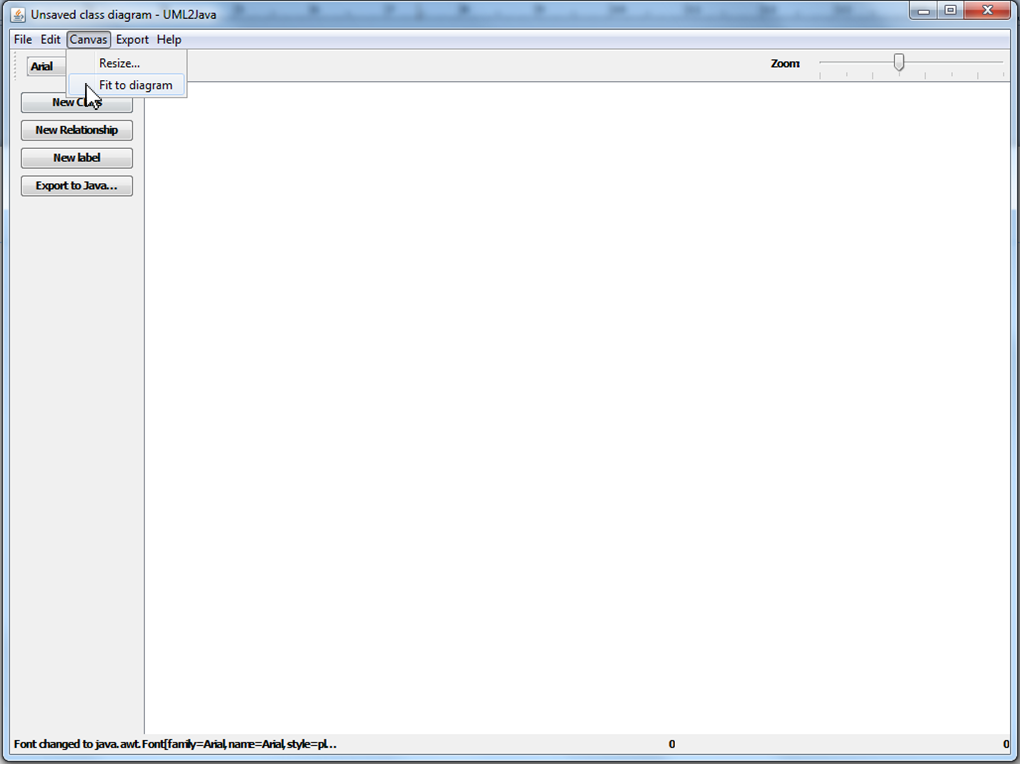 Unsaved class diagram - UML2Java
File Edit Canvas Export Help
Arial
Resize...
Zoom:
Fit to diagram
New Class
New Relationship
New label
Export to Java...
Font changed to java.awt.Font[family=Arial,name=Arial,style=pl... 0 0